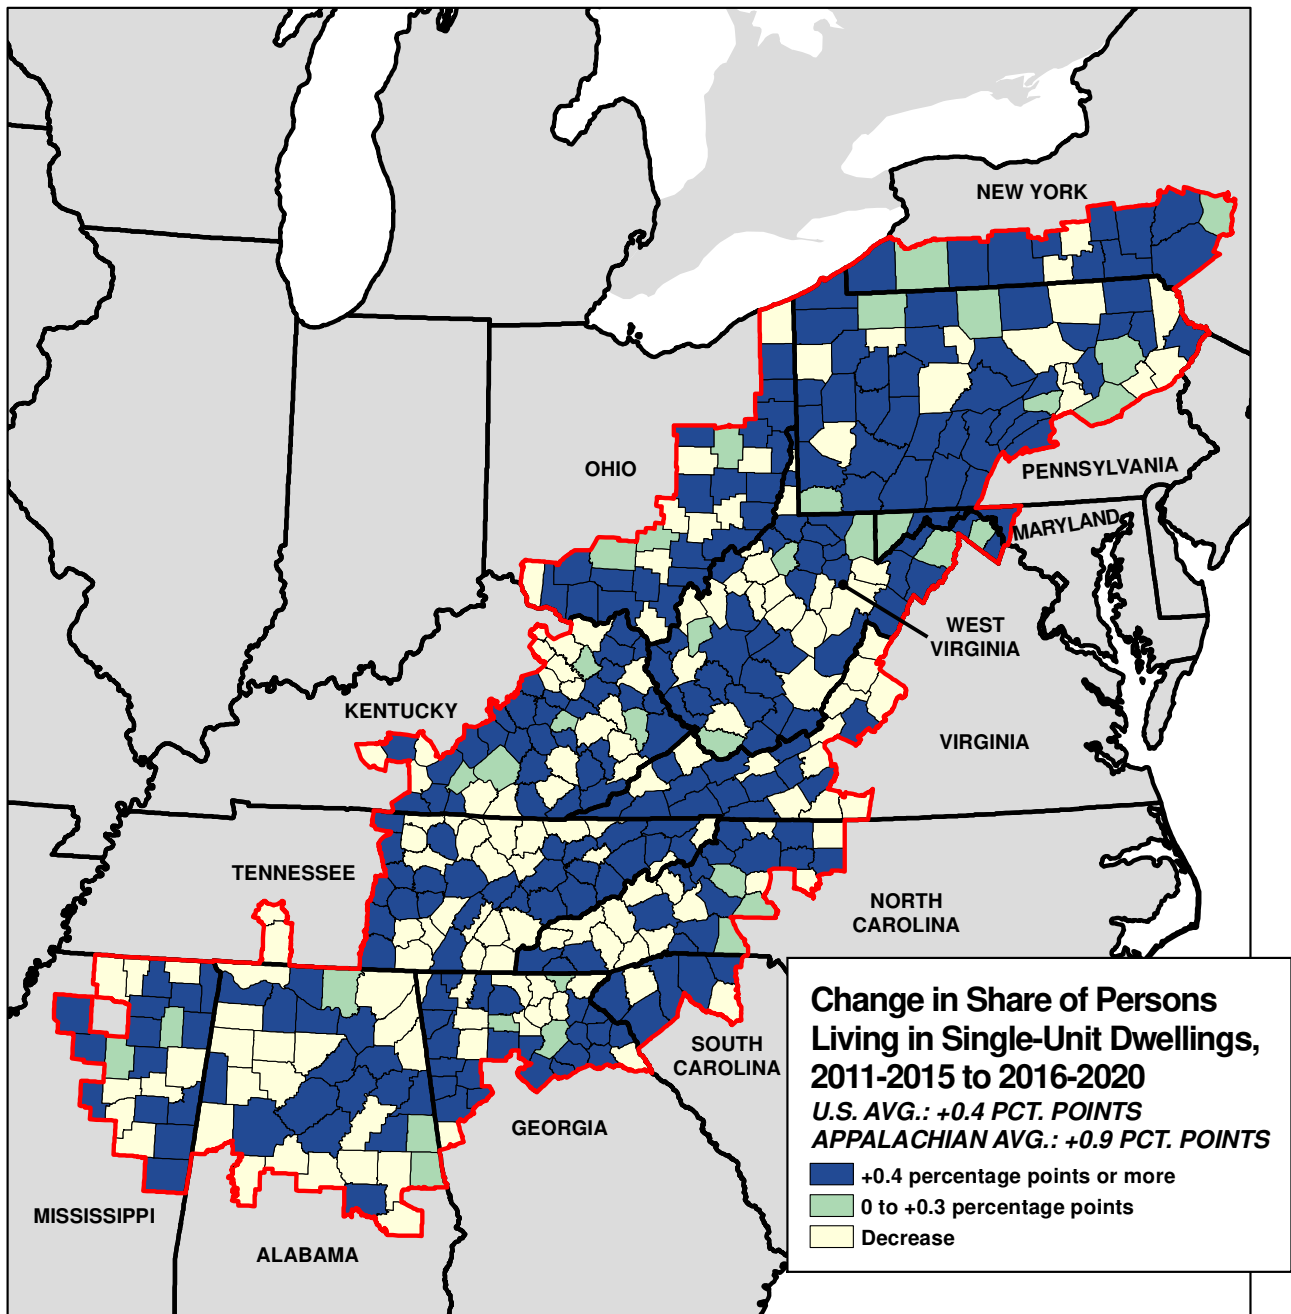 NEW YORK
OHIO
PENNSYLVANIA
MARYLAND
WEST
VIRGINIA
KENTUCKY
VIRGINIA
TENNESSEE
NORTH
CAROLINA
SOUTH
CAROLINA
GEORGIA
MISSISSIPPI
ALABAMA
Change in Share of Persons
Living in Single-Unit Dwellings,
2011-2015 to 2016-2020
U.S. AVG.: +0.4 PCT. POINTS
APPALACHIAN AVG.: +0.9 PCT. POINTS
+0.4 percentage points or more
0 to +0.3 percentage points
Decrease